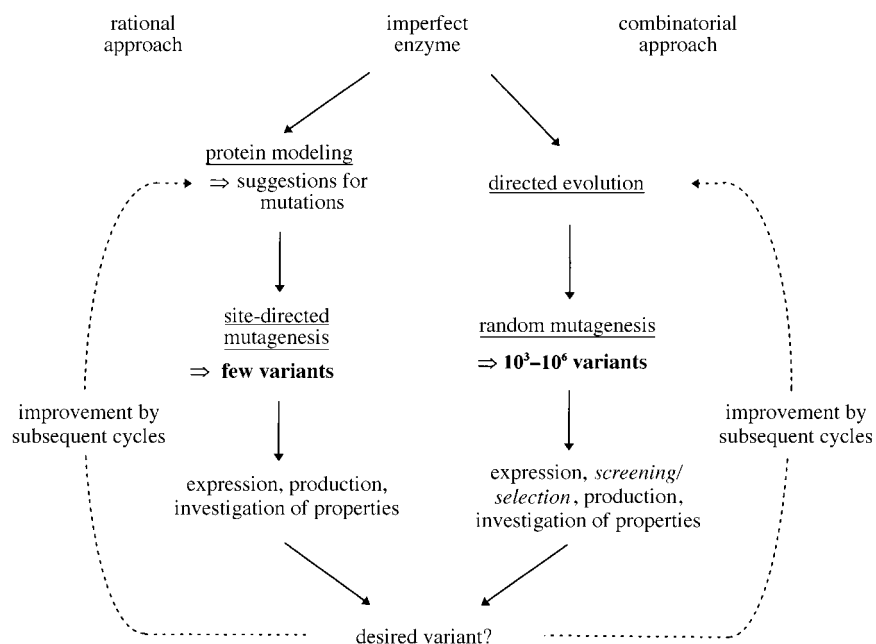 rational
approach
imperfect
enzyme
combinatorial
approach
protein modeling
⇒ suggestions for
mutations
directed evolution
site-directed
mutagenesis
⇒ few variants
random mutagenesis
⇒ 10³–10⁶ variants
improvement by
subsequent cycles
improvement by
subsequent cycles
expression, production,
investigation of properties
expression, screening/
selection, production,
investigation of properties
desired variant?